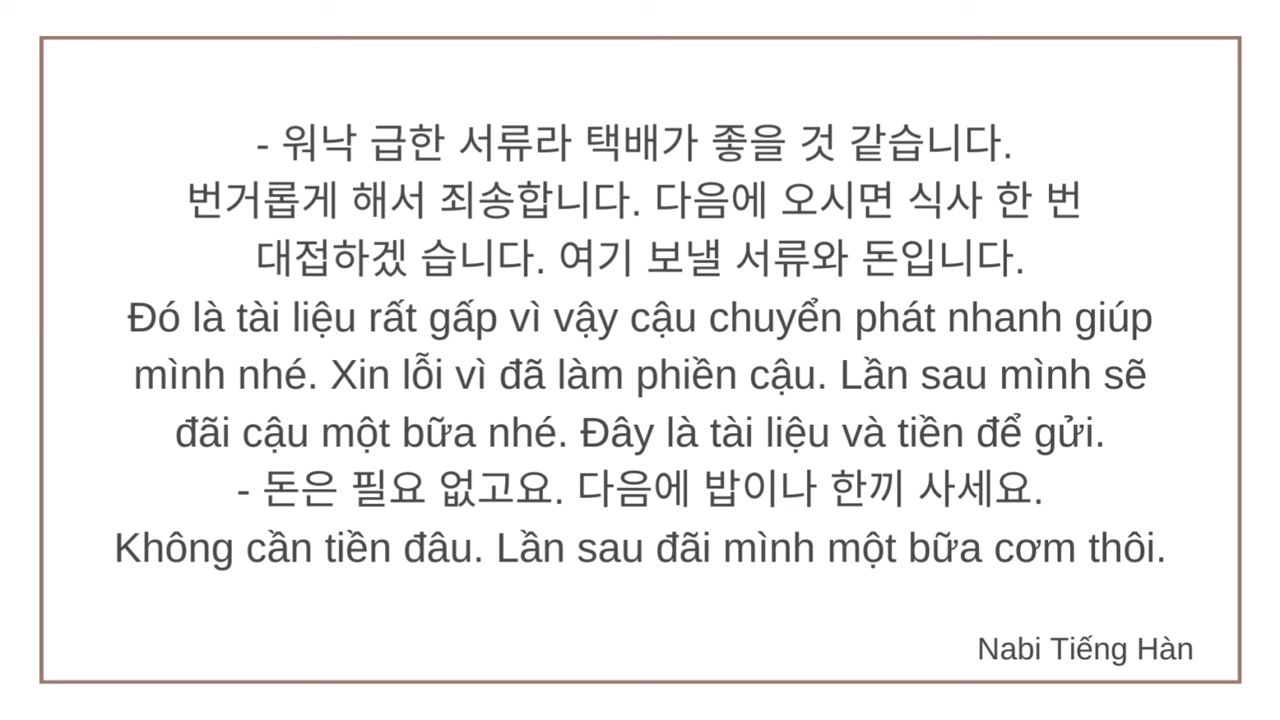 - 워낙 급한 서류라 택배가 좋을 것 같습니다.
번거롭게 해서 죄송합니다. 다음에 오시면 식사 한 번
대접하겠 습니다. 여기 보낼 서류와 돈입니다.
Đó là tài liệu rất gấp vì vậy cậu chuyển phát nhanh giúp
mình nhé. Xin lỗi vì đã làm phiền cậu. Lần sau mình sẽ
đãi cậu một bữa nhé. Đây là tài liệu và tiền để gửi.
- 돈은 필요 없고요. 다음에 밥이나 한끼 사세요.
Không cần tiền đâu. Lần sau đãi mình một bữa cơm thôi.
Nabi Tiếng Hàn